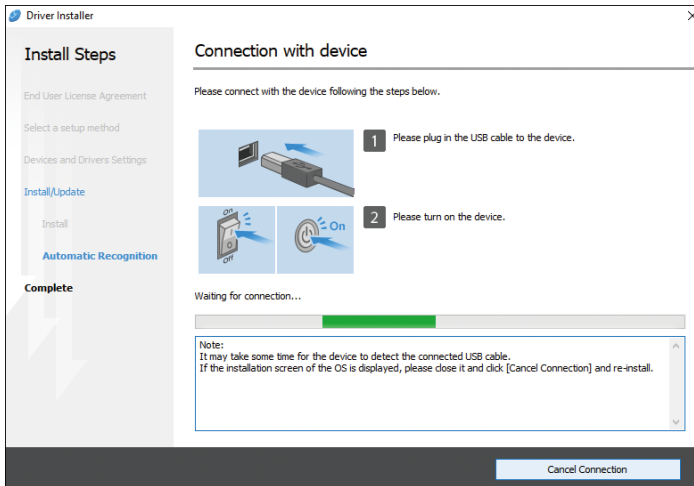 Driver Installer
Install Steps
End User License Agreement
Select a setup method
Devices and Drivers Settings
Install/Update
Install
Automatic Recognition
Complete
Connection with device
Please connect with the device following the steps below.
1 Please plug in the USB cable to the device.
On
Off
On
2 Please turn on the device.
Waiting for connection...
Note:
It may take some time for the device to detect the connected USB cable.
If the installation screen of the OS is displayed, please close it and click [Cancel Connection] and re-install.
Cancel Connection